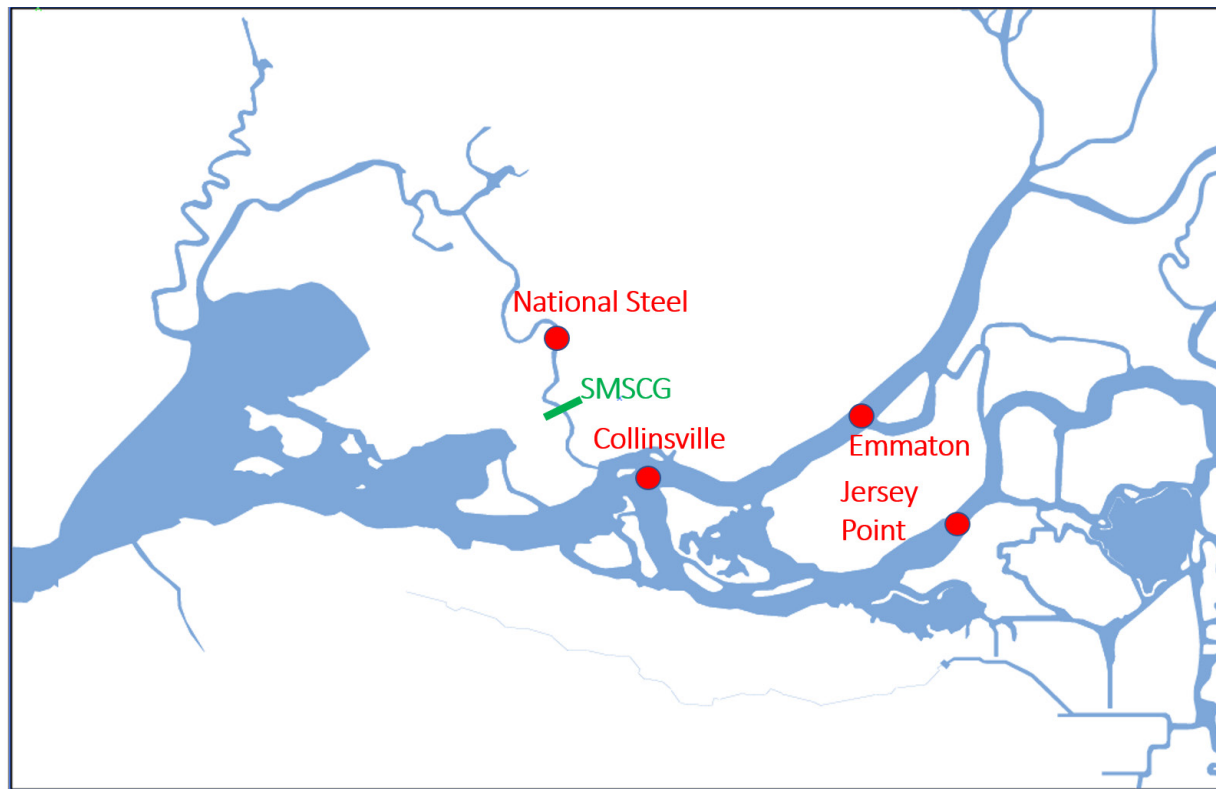 National Steel
SMSCG
Collinsville
Emmaton
Jersey
Point